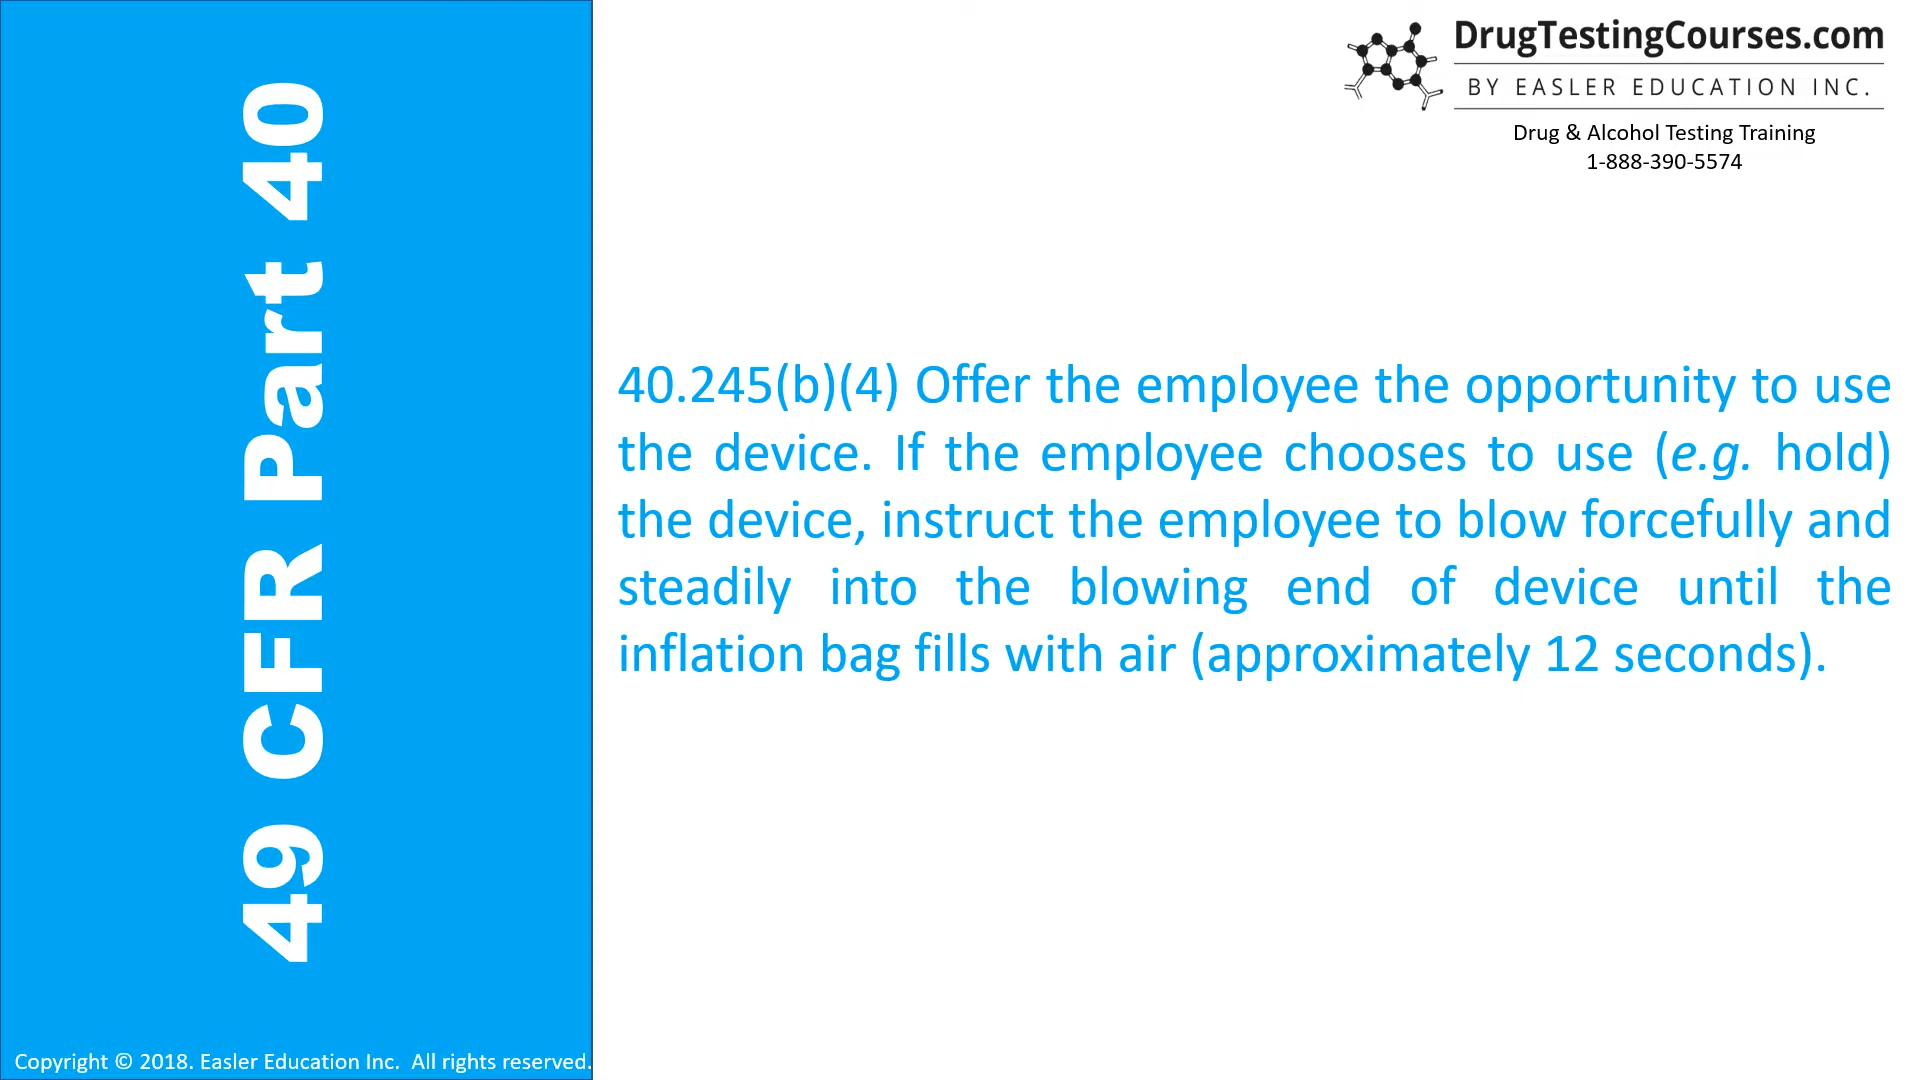 49 CFR Part 40
DrugTestingCourses.com
BY EASLER EDUCATION INC.
Drug & Alcohol Testing Training
1-888-390-5574
40.245(b)(4) Offer the employee the opportunity to use
the device. If the employee chooses to use (e.g. hold)
the device, instruct the employee to blow forcefully and
steadily into the blowing end of device until the
inflation bag fills with air (approximately 12 seconds).
Copyright © 2018. Easler Education Inc. All rights reserved.